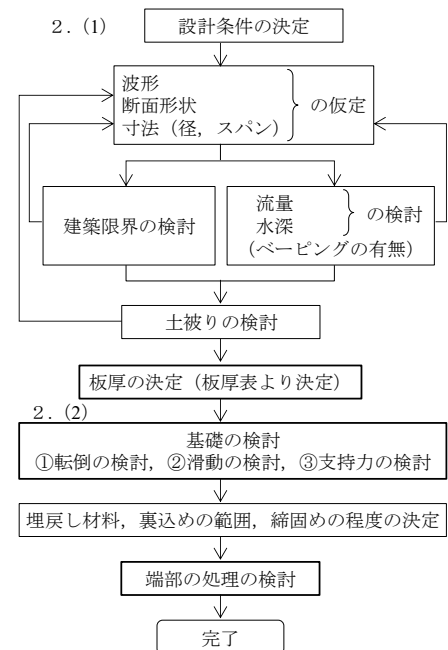 2．(1)
設計条件の決定
波形
断面形状
寸法（径，スパン）
の仮定
建築限界の検討
流量
水深
の検討
（ベーピングの有無）
土被りの検討
板厚の決定（板厚表より決定）
2．(2)
基礎の検討
①転倒の検討，②滑動の検討，③支持力の検討
埋戻し材料，裏込めの範囲，締固めの程度の決定
端部の処理の検討
完了